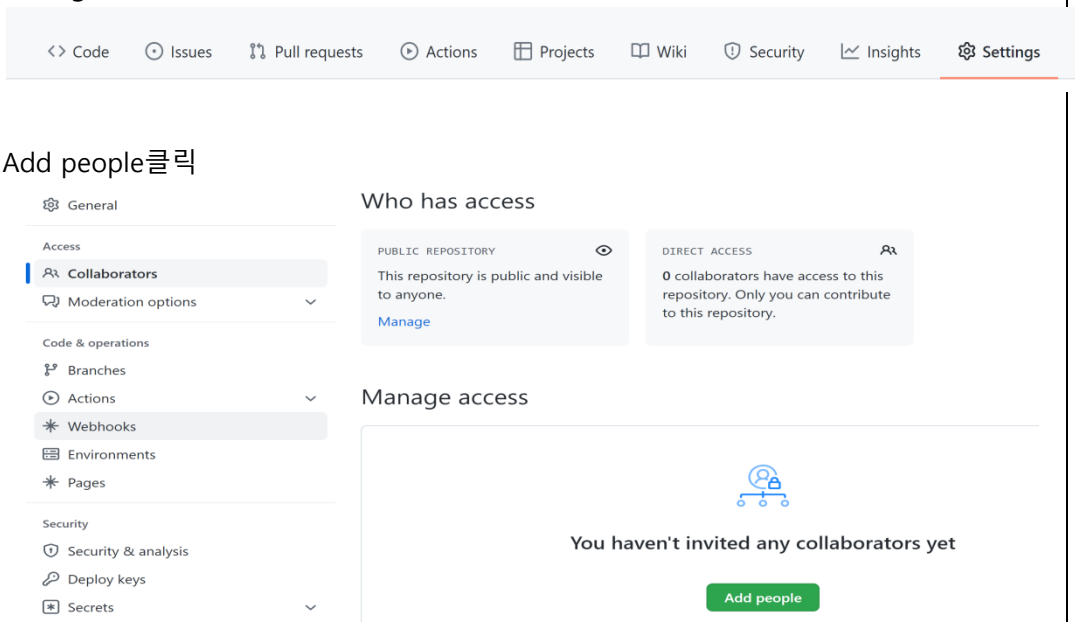 Code Issues Pull requests Actions Projects Wiki Security Insights Settings
Add people클릭
General
Access
Collaborators
Moderation options
Code & operations
Branches
Actions
Webhooks
Environments
Pages
Security
Security & analysis
Deploy keys
Secrets
Who has access
PUBLIC REPOSITORY
This repository is public and visible
to anyone.
Manage
DIRECT ACCESS
0 collaborators have access to this
repository. Only you can contribute
to this repository.
Manage access
You haven't invited any collaborators yet
Add people